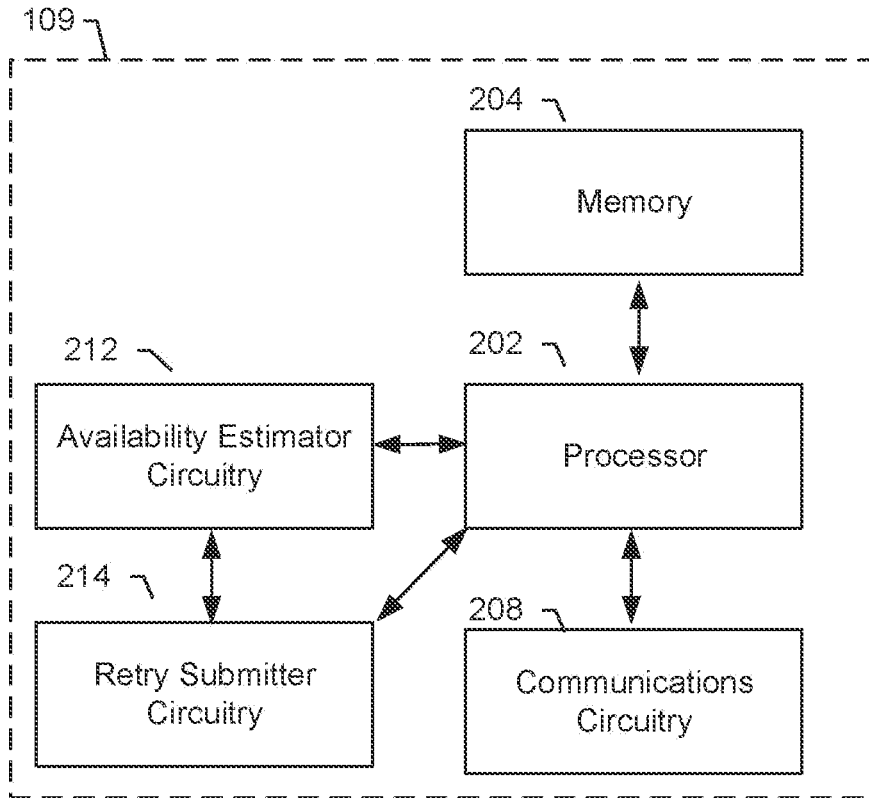 109
204
Memory
212
202
Availability Estimator
Circuitry
Processor
214
208
Retry Submitter
Circuitry
Communications
Circuitry